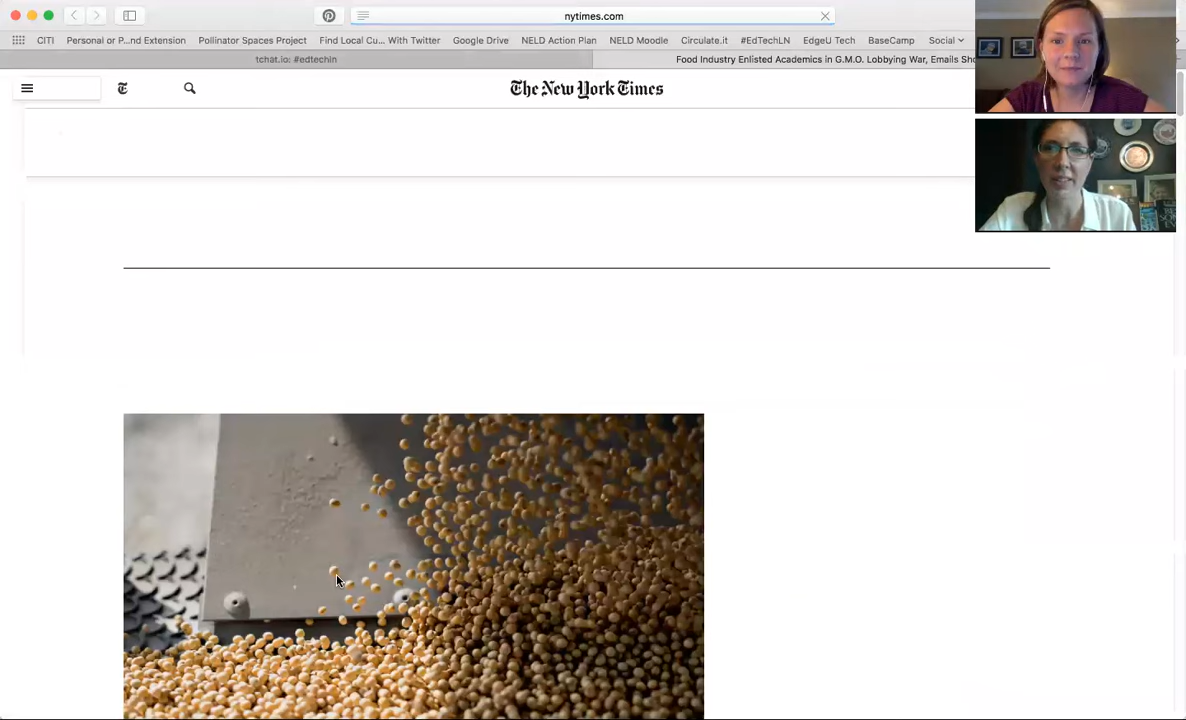 nytimes.com
CITI Personal or P...nd Extension Pollinator Spaces Project Find Local Cu... With Twitter Google Drive NELD Action Plan NELD Moodle Circulate.it #EdTechLN EdgeU Tech BaseCamp Social
tchat.io: #edtechln Food Industry Enlisted Academics in G.M.O. Lobbying War, Emails Sho
T The New York Times